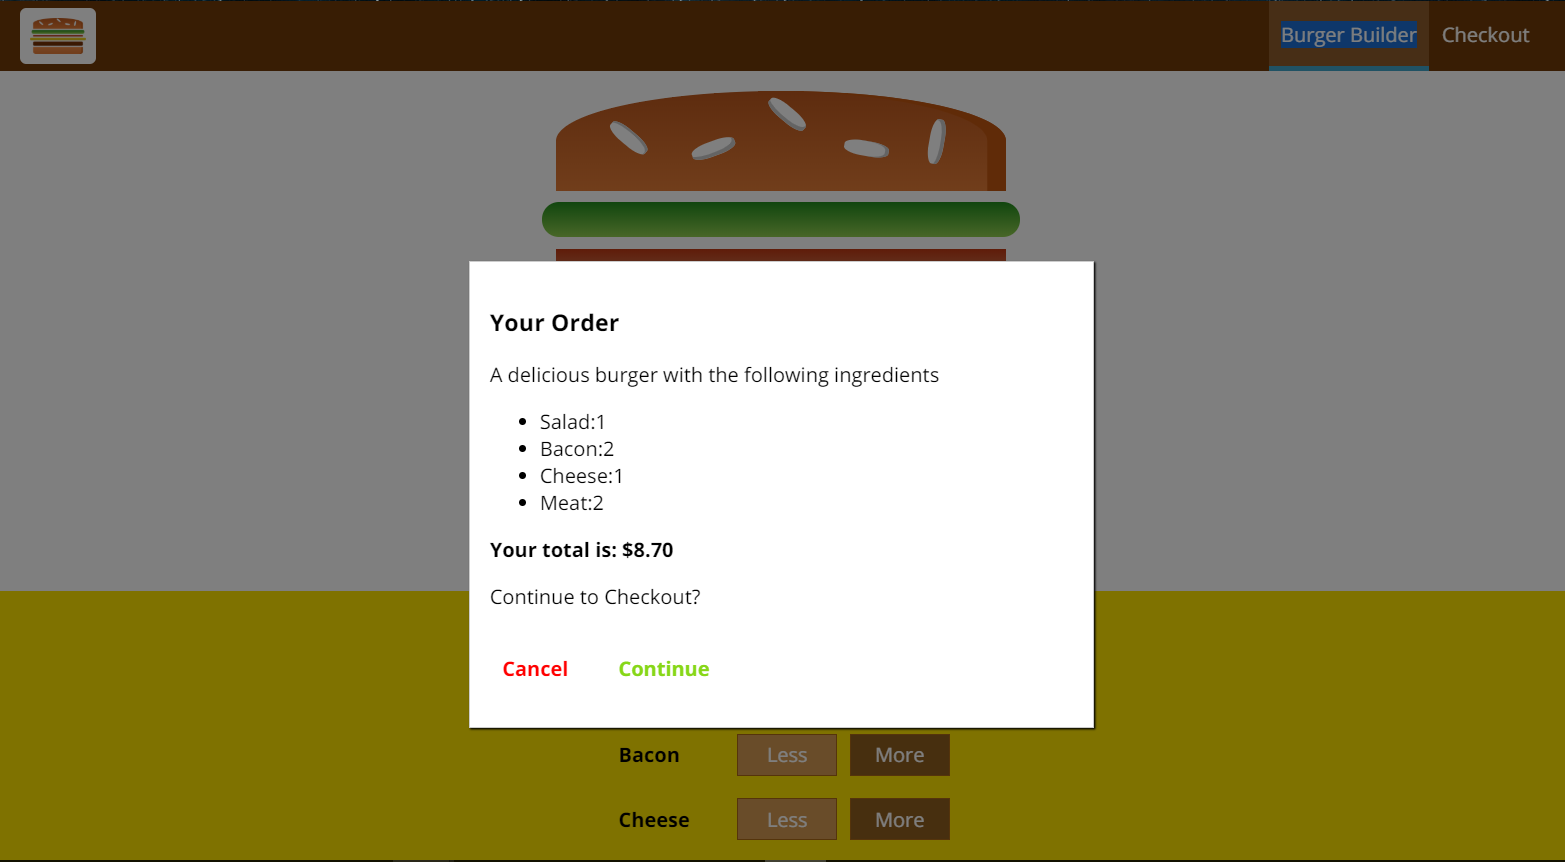 Burger Builder Checkout
Your Order
A delicious burger with the following ingredients
Salad:1
Bacon:2
Cheese:1
Meat:2
Your total is: $8.70
Continue to Checkout?
Cancel Continue
Bacon Less More
Cheese Less More